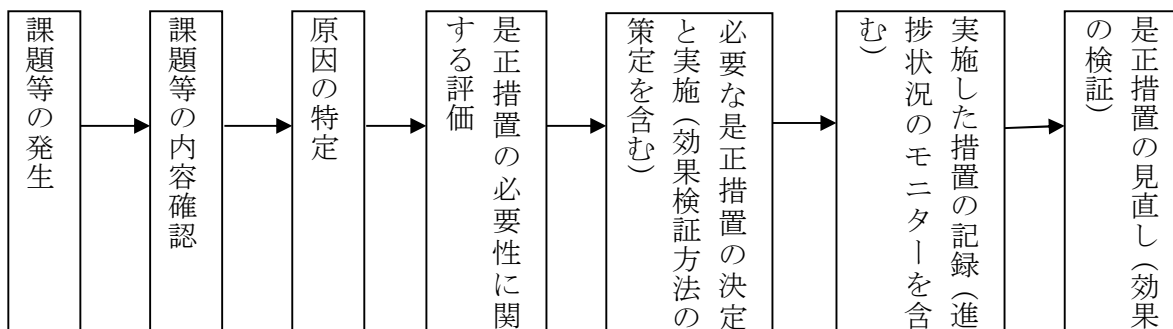 課題等の発生
課題等の内容確認
原因の特定
是正措置の必要性に関
する評価
必要な是正措置の決定
と実施（効果検証方法の
策定を含む）
実施した措置の記録（進
捗状況のモニターを含
む）
是正措置の見直し（効果
の検証）